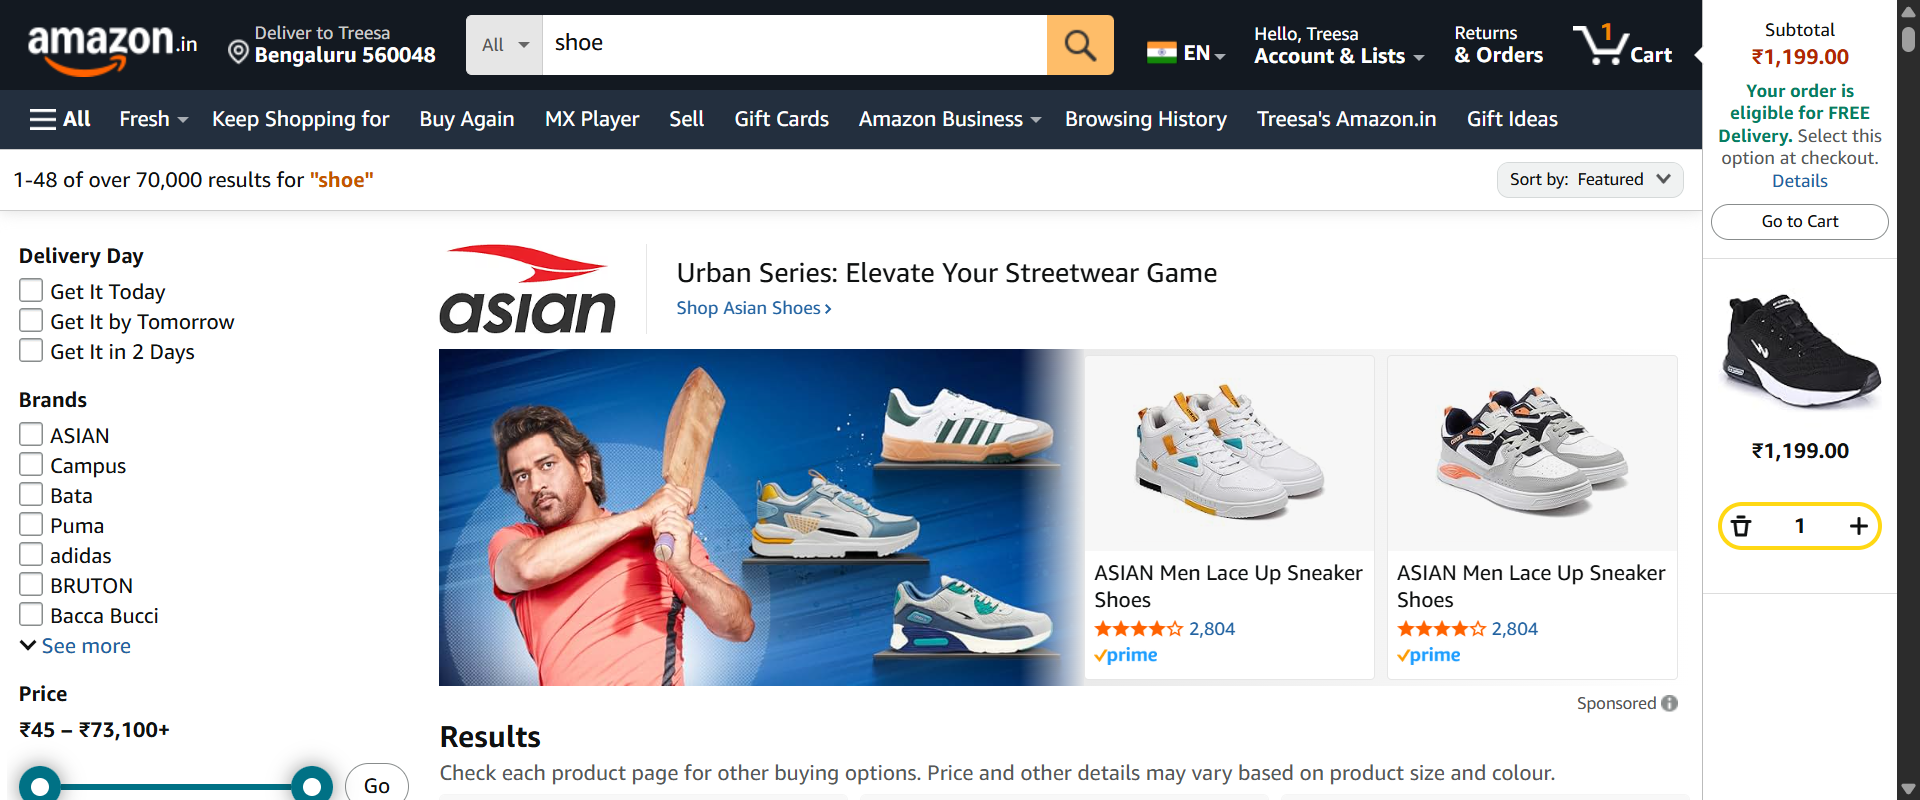 amazon.in
Deliver to Treesa
Bengaluru 560048
All
shoe
EN
Hello, Treesa
Account & Lists
Returns
& Orders
1
Cart
All
Fresh
Keep Shopping for
Buy Again
MX Player
Sell
Gift Cards
Amazon Business
Browsing History
Treesa's Amazon.in
Gift Ideas
1-48 of over 70,000 results for "shoe"
Sort by: Featured
Delivery Day
Get It Today
Get It by Tomorrow
Get It in 2 Days
Brands
ASIAN
Campus
Bata
Puma
adidas
BRUTON
Bacca Bucci
See more
Price
₹45 – ₹73,100+
Go
asian
Urban Series: Elevate Your Streetwear Game
Shop Asian Shoes ›
ASIAN Men Lace Up Sneaker
Shoes
2,804
prime
ASIAN Men Lace Up Sneaker
Shoes
2,804
prime
Sponsored
Results
Check each product page for other buying options. Price and other details may vary based on product size and colour.
Subtotal
₹1,199.00
Your order is
eligible for FREE
Delivery. Select this
option at checkout.
Details
Go to Cart
₹1,199.00
1